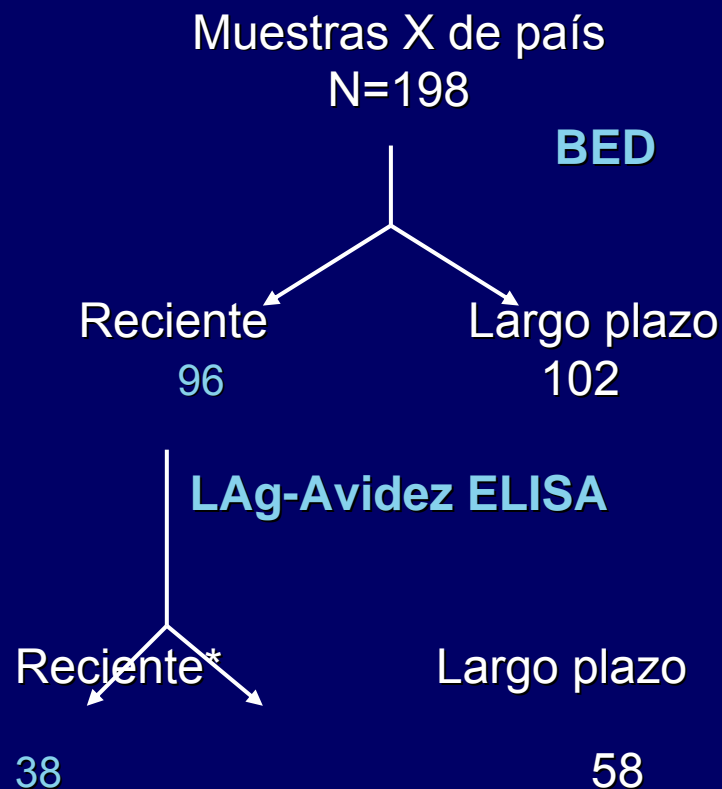 Muestras X de país
N=198
BED
Reciente
Largo plazo
96
102
LAg-Avidez ELISA
Reciente*
Largo plazo
38
58